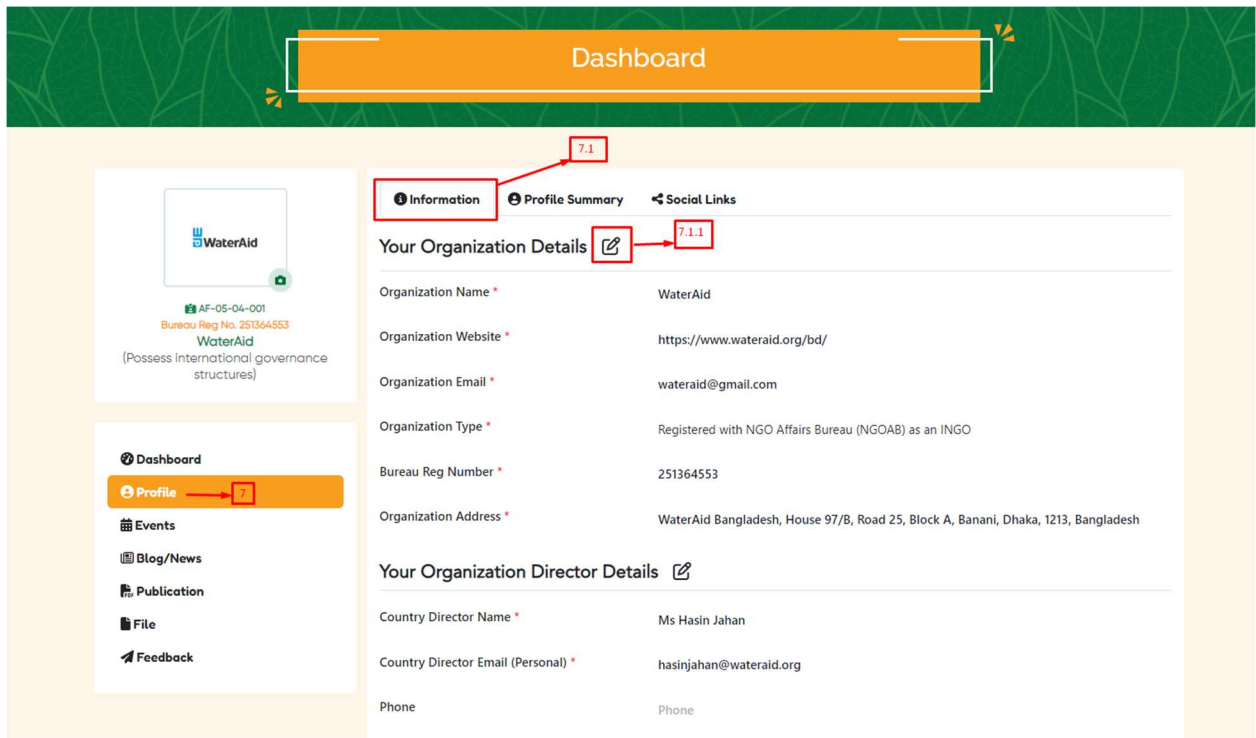 Dashboard
7.1
Information Profile Summary Social Links
Your Organization Details
7.1.1
WaterAid
AF-05-04-001
Bureau Reg No. 251364553
WaterAid
(Possess international governance
structures)
Dashboard
Profile
7
Events
Blog/News
Publication
File
Feedback
Organization Name * WaterAid
Organization Website * https://www.wateraid.org/bd/
Organization Email * wateraid@gmail.com
Organization Type * Registered with NGO Affairs Bureau (NGOAB) as an INGO
Bureau Reg Number * 251364553
Organization Address * WaterAid Bangladesh, House 97/B, Road 25, Block A, Banani, Dhaka, 1213, Bangladesh
Your Organization Director Details
Country Director Name * Ms Hasin Jahan
Country Director Email (Personal) * hasinjahan@wateraid.org
Phone Phone